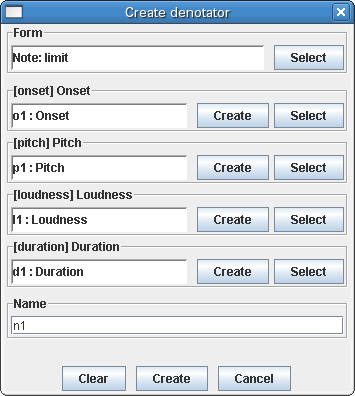 Create denotator
Form
Note: limit Select
[onset] Onset
o1 : Onset Create Select
[pitch] Pitch
p1 : Pitch Create Select
[loudness] Loudness
l1 : Loudness Create Select
[duration] Duration
d1 : Duration Create Select
Name
n1
Clear Create Cancel